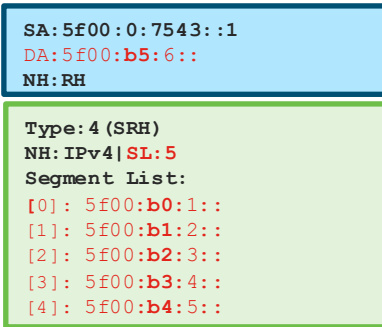 SA:5f00:0:7543::1
DA:5f00:b5:6::
NH:RH
Type:4(SRH)
NH:IPv4|SL:5
Segment List:
[0]: 5f00:b0:1::
[1]: 5f00:b1:2::
[2]: 5f00:b2:3::
[3]: 5f00:b3:4::
[4]: 5f00:b4:5::